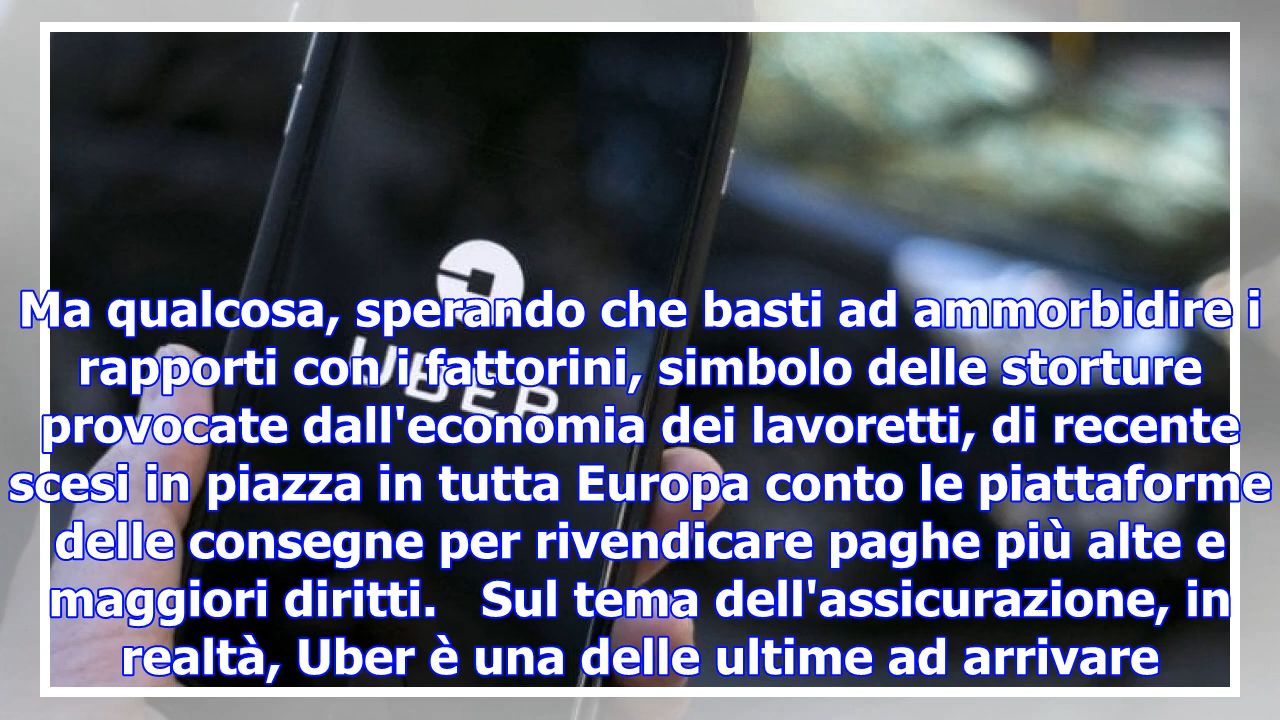 Ma qualcosa, sperando che basti ad ammorbidire i
rapporti con i fattorini, simbolo delle storture
UBER
provocate dall'economia dei lavoretti, di recente
scesi in piazza in tutta Europa conto le piattaforme
delle consegne per rivendicare paghe più alte e
maggiori diritti.   Sul tema dell'assicurazione, in
realtà, Uber è una delle ultime ad arrivare